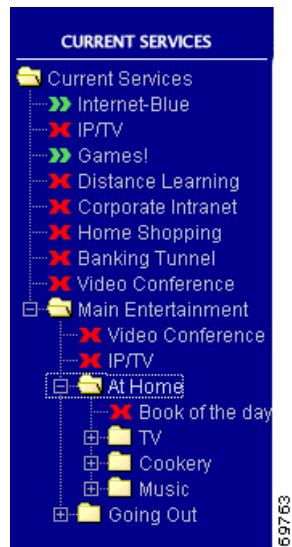 CURRENT SERVICES
Current Services
Internet-Blue
IP/TV
Games!
Distance Learning
Corporate Intranet
Home Shopping
Banking Tunnel
Video Conference
Main Entertainment
Video Conference
IP/TV
At Home
Book of the day
TV
Cookery
Music
Going Out
69763